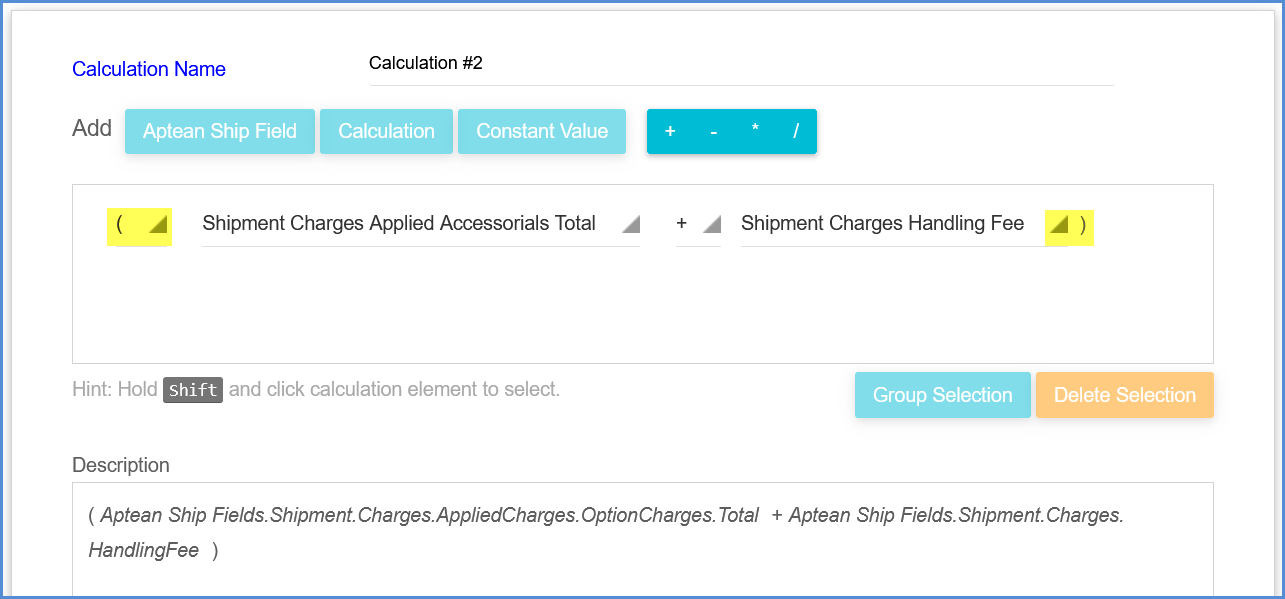 Calculation Name Calculation #2
Add Aptean Ship Field Calculation Constant Value + - * /
( Shipment Charges Applied Accessorials Total + Shipment Charges Handling Fee )
Hint: Hold Shift and click calculation element to select.
Group Selection Delete Selection
Description
( Aptean Ship Fields.Shipment.Charges.AppliedCharges.OptionCharges.Total + Aptean Ship Fields.Shipment.Charges.
HandlingFee )